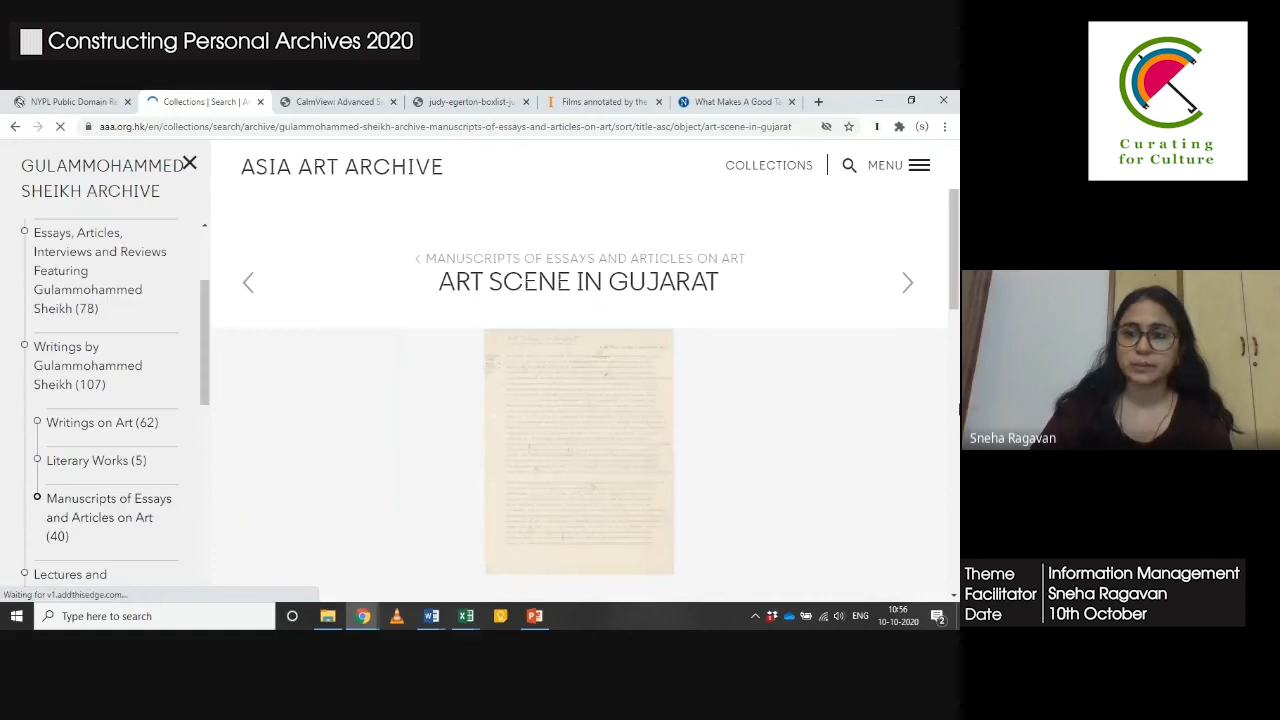 Constructing Personal Archives 2020
NYPL Public Domain Re
Collections | Search | A
CalmView: Advanced S
judy-egerton-boxlist-ju
Films annotated by the
What Makes A Good Ta
aaa.org.hk/en/collections/search/archive/gulammohammed-sheikh-archive-manuscripts-of-essays-and-articles-on-art/sort/title-asc/object/art-scene-in-gujarat
GULAMMOHAMMED
SHEIKH ARCHIVE
Essays, Articles,
Interviews and Reviews
Featuring
Gulammohammed
Sheikh (78)
Writings by
Gulammohammed
Sheikh (107)
Writings on Art (62)
Literary Works (5)
Manuscripts of Essays
and Articles on Art
(40)
Lectures and
Waiting for v1.addthisedge.com...
ASIA ART ARCHIVE
COLLECTIONS
MENU
MANUSCRIPTS OF ESSAYS AND ARTICLES ON ART
ART SCENE IN GUJARAT
Type here to search
ENG
10:56
10-10-2020
2
Curating
for Culture
Sneha Ragavan
Theme Information Management
Facilitator Sneha Ragavan
Date 10th October